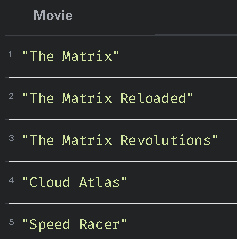 Movie
1 "The Matrix"
2 "The Matrix Reloaded"
3 "The Matrix Revolutions"
4 "Cloud Atlas"
5 "Speed Racer"